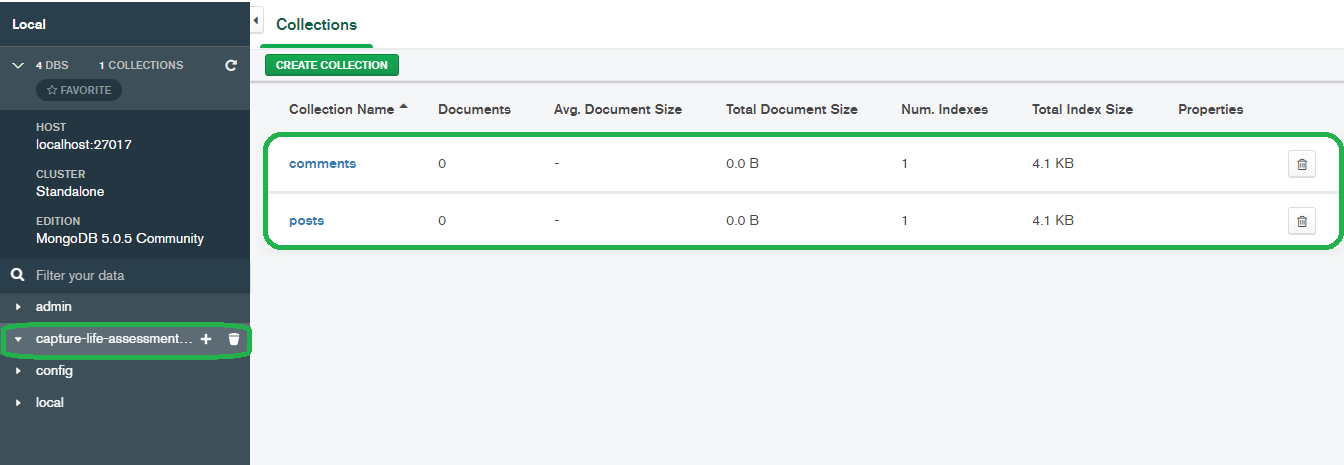 Local
4 DBS 1 COLLECTIONS
FAVORITE
HOST
localhost:27017
CLUSTER
Standalone
EDITION
MongoDB 5.0.5 Community
Filter your data
admin
capture-life-assessment...
config
local
Collections
CREATE COLLECTION
Collection Name Documents Avg. Document Size Total Document Size Num. Indexes Total Index Size Properties
comments 0 - 0.0 B 1 4.1 KB
posts 0 - 0.0 B 1 4.1 KB